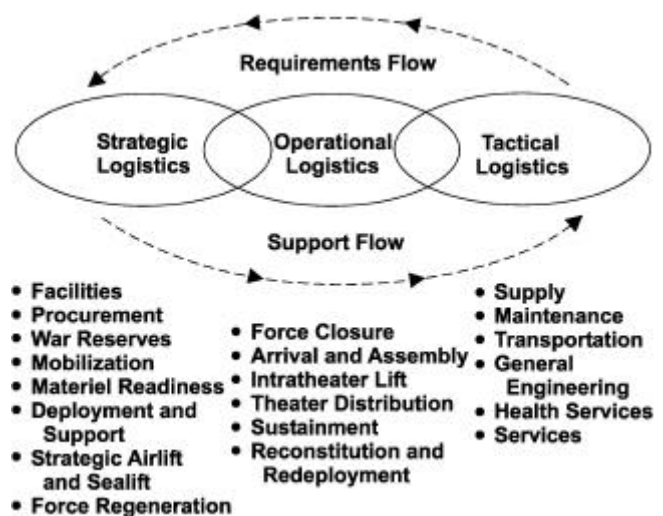 Requirements Flow
Strategic
Logistics
Operational
Logistics
Tactical
Logistics
Support Flow
• Facilities
• Procurement
• War Reserves
• Mobilization
• Materiel Readiness
• Deployment and
Support
• Strategic Airlift
and Sealift
• Force Regeneration
• Force Closure
• Arrival and Assembly
• Intratheater Lift
• Theater Distribution
• Sustainment
• Reconstitution and
Redeployment
• Supply
• Maintenance
• Transportation
• General
Engineering
• Health Services
• Services